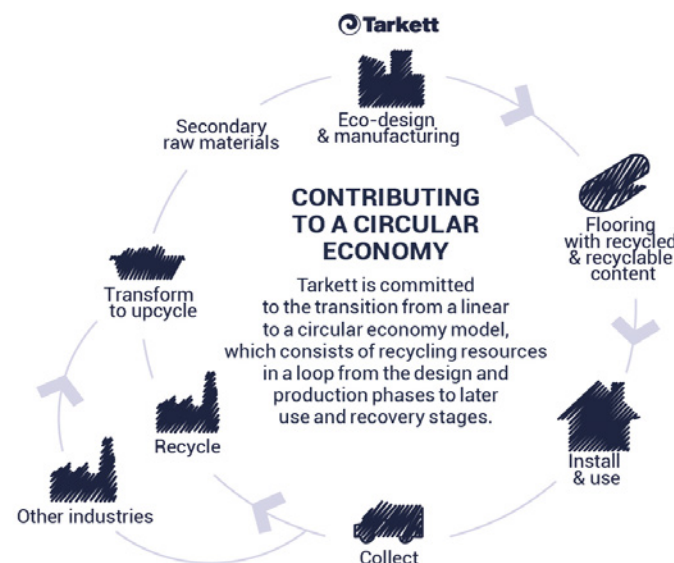 Tarkett
Eco-design
& manufacturing
Secondary
raw materials
Flooring
with recycled
& recyclable
content
CONTRIBUTING
TO A CIRCULAR
ECONOMY
Tarkett is committed
to the transition from a linear
to a circular economy model,
which consists of recycling resources
in a loop from the design and
production phases to later
use and recovery stages.
Transform
to upcycle
Recycle
Install
& use
Other industries
Collect